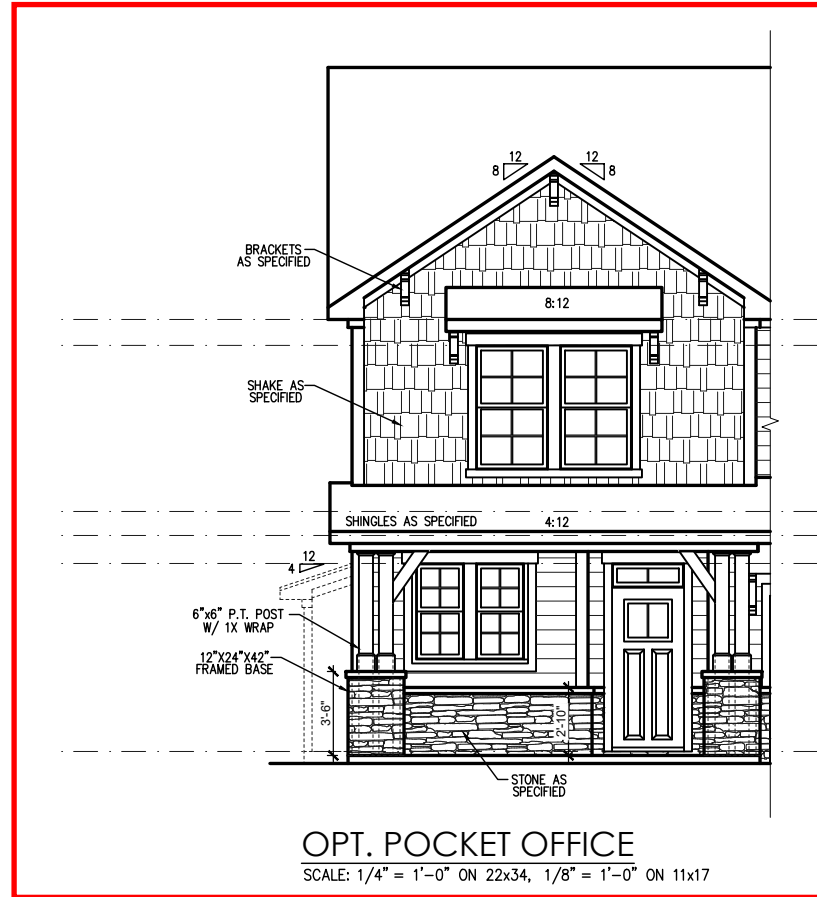 12 12
8 8
BRACKETS
AS SPECIFIED
8:12
SHAKE AS
SPECIFIED
SHINGLES AS SPECIFIED 4:12
12
4
6"x6" P.T. POST
W/ 1X WRAP
12"X24"X42"
FRAMED BASE
3'-6"
2'-10"
STONE AS
SPECIFIED
OPT. POCKET OFFICE
SCALE: 1/4" = 1'-0" ON 22x34, 1/8" = 1'-0" ON 11x17